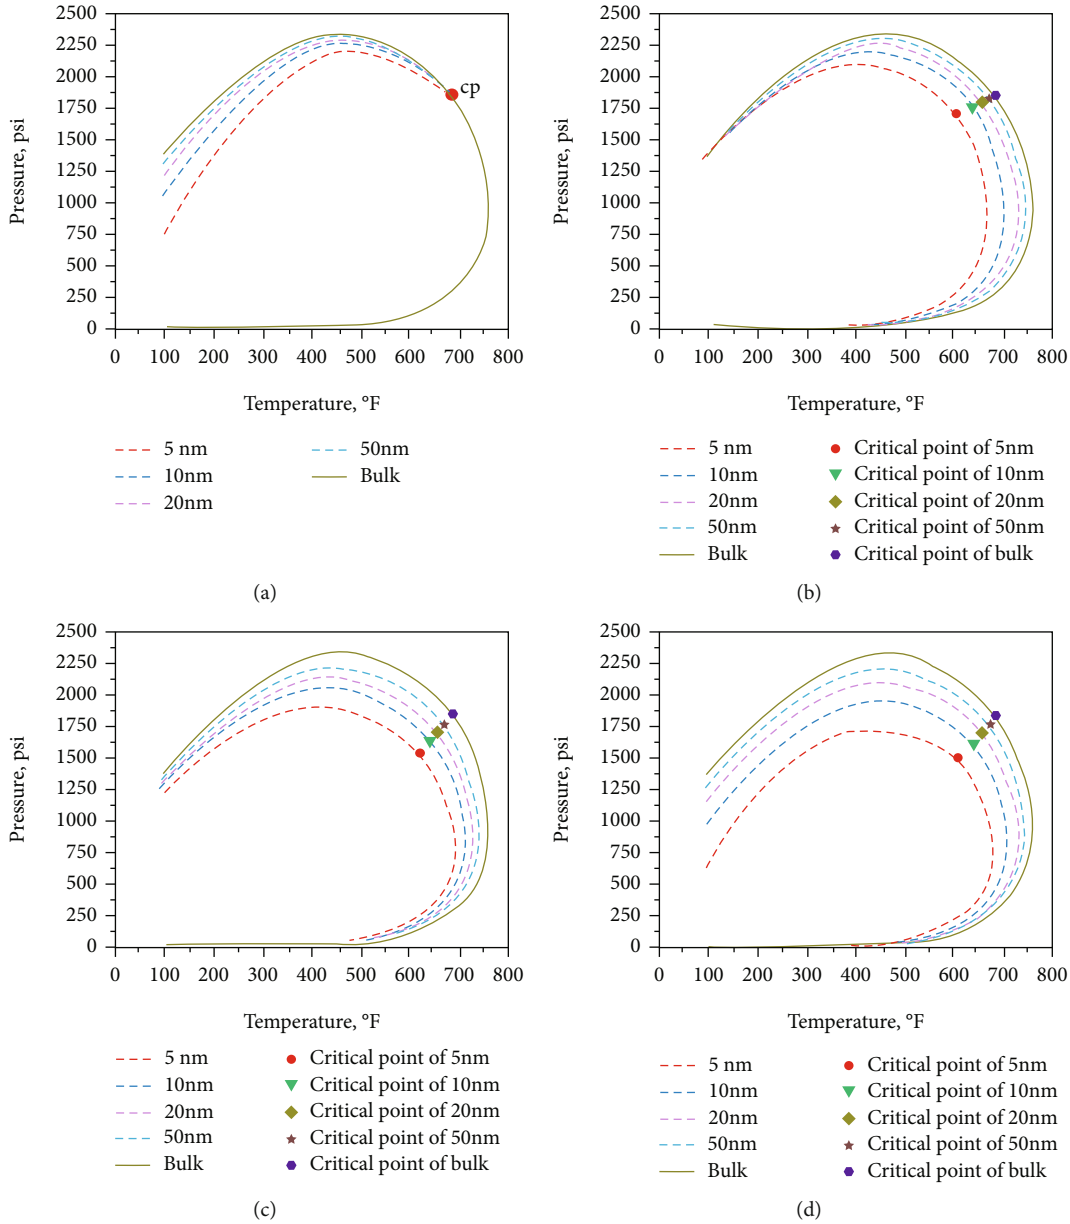 2500
2250
2000
1750
1500
1250
1000
750
500
250
0
Pressure, psi
cp
0 100 200 300 400 500 600 700 800
Temperature, °F
5 nm
10nm
20nm
50nm
Bulk
(a)
2500
2250
2000
1750
1500
1250
1000
750
500
250
0
Pressure, psi
0 100 200 300 400 500 600 700 800
Temperature, °F
5 nm
10nm
20nm
50nm
Bulk
Critical point of 5nm
Critical point of 10nm
Critical point of 20nm
Critical point of 50nm
Critical point of bulk
(b)
2500
2250
2000
1750
1500
1250
1000
750
500
250
0
Pressure, psi
0 100 200 300 400 500 600 700 800
Temperature, °F
5 nm
10nm
20nm
50nm
Bulk
Critical point of 5nm
Critical point of 10nm
Critical point of 20nm
Critical point of 50nm
Critical point of bulk
(c)
2500
2250
2000
1750
1500
1250
1000
750
500
250
0
Pressure, psi
0 100 200 300 400 500 600 700 800
Temperature, °F
5 nm
10nm
20nm
50nm
Bulk
Critical point of 5nm
Critical point of 10nm
Critical point of 20nm
Critical point of 50nm
Critical point of bulk
(d)